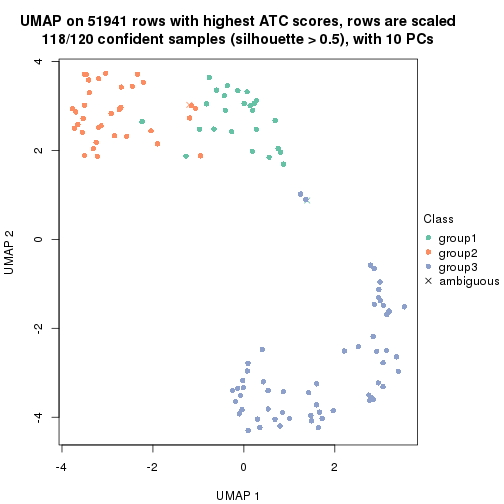 UMAP on 51941 rows with highest ATC scores, rows are scaled
118/120 confident samples (silhouette > 0.5), with 10 PCs
4
2
0
-2
-4
UMAP 2
-4
-2
0
2
UMAP 1
Class
group1
group2
group3
ambiguous